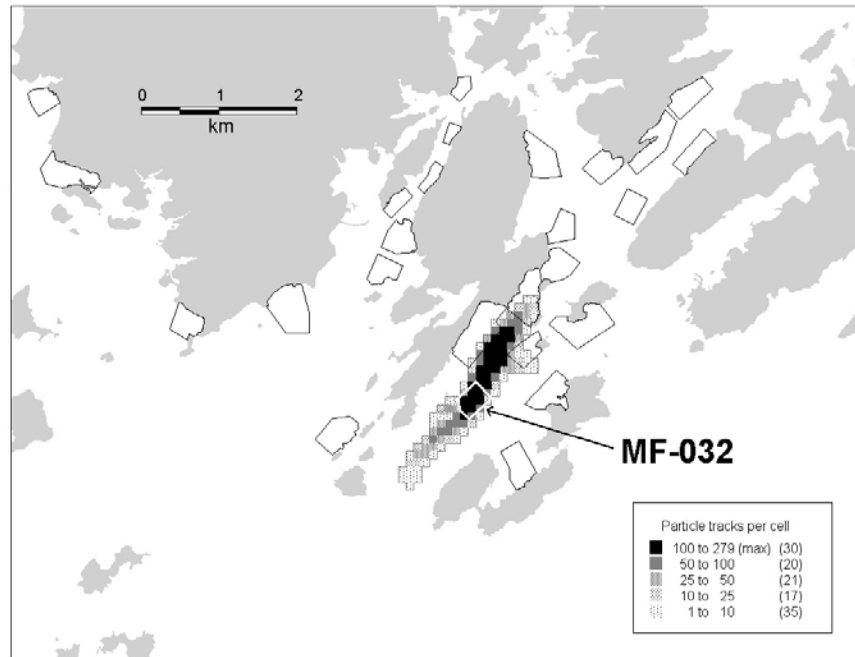 0 1 2
km
MF-032
Particle tracks per cell
100 to 279 (max) (30)
50 to 100 (20)
25 to 50 (21)
10 to 25 (17)
1 to 10 (35)